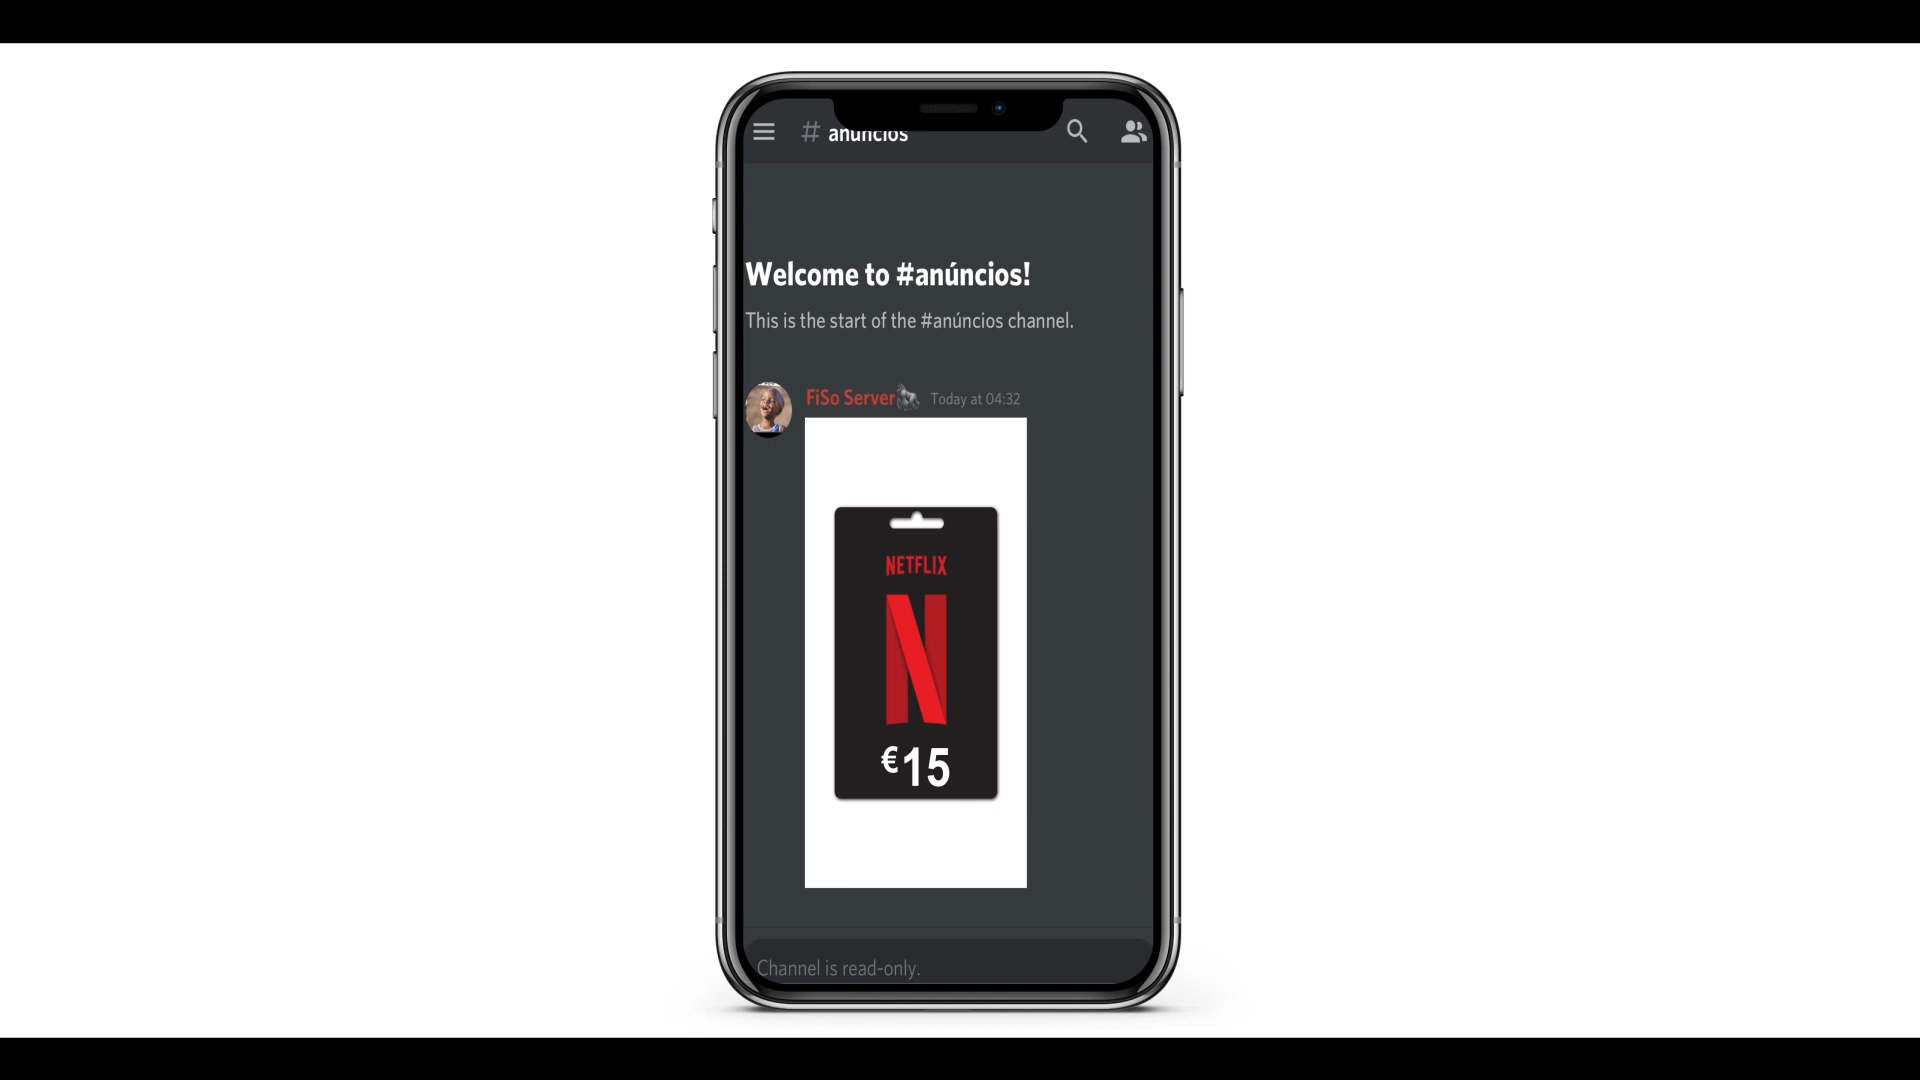 # anúncios
Welcome to #anúncios!
This is the start of the #anúncios channel.
FiSo Server Today at 04:32
NETFLIX
N
€15
Channel is read-only.